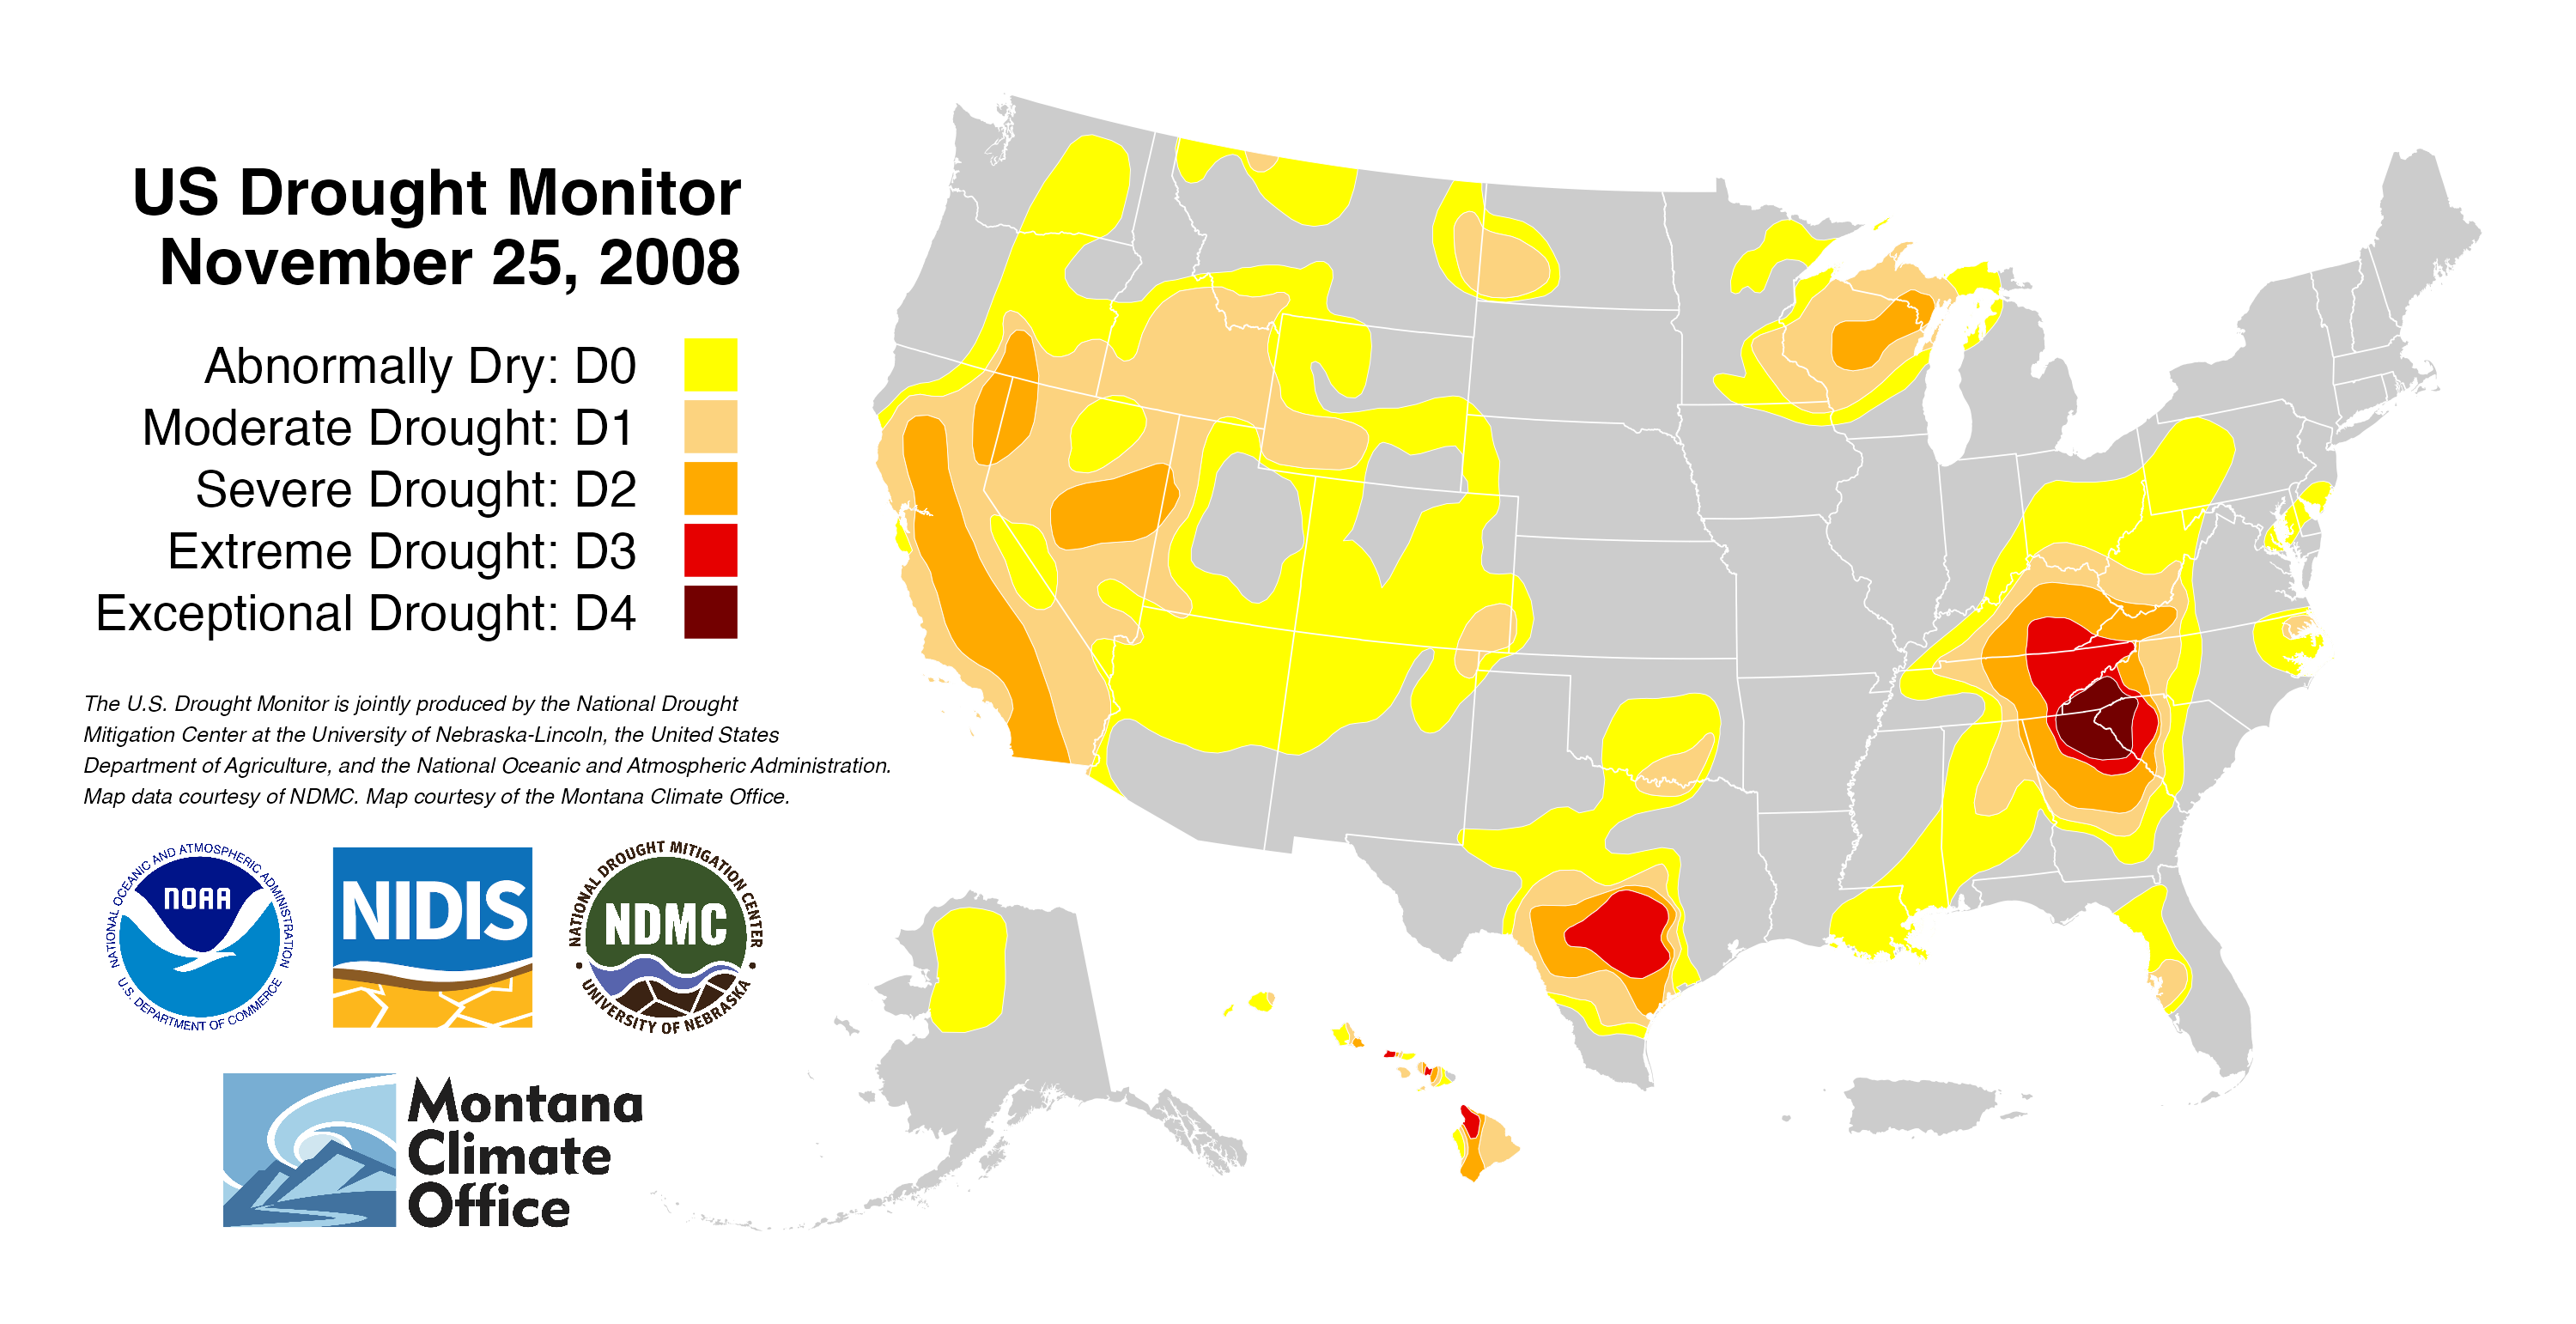 US Drought Monitor
November 25, 2008
Abnormally Dry: D0
Moderate Drought: D1
Severe Drought: D2
Extreme Drought: D3
Exceptional Drought: D4
The U.S. Drought Monitor is jointly produced by the National Drought
Mitigation Center at the University of Nebraska-Lincoln, the United States
Department of Agriculture, and the National Oceanic and Atmospheric Administration.
Map data courtesy of NDMC. Map courtesy of the Montana Climate Office.
NATIONAL OCEANIC AND ATMOSPHERIC ADMINISTRATION
NOAA
U.S. DEPARTMENT OF COMMERCE
NIDIS
NATIONAL DROUGHT MITIGATION CENTER
NDMC
UNIVERSITY OF NEBRASKA
Montana
Climate
Office